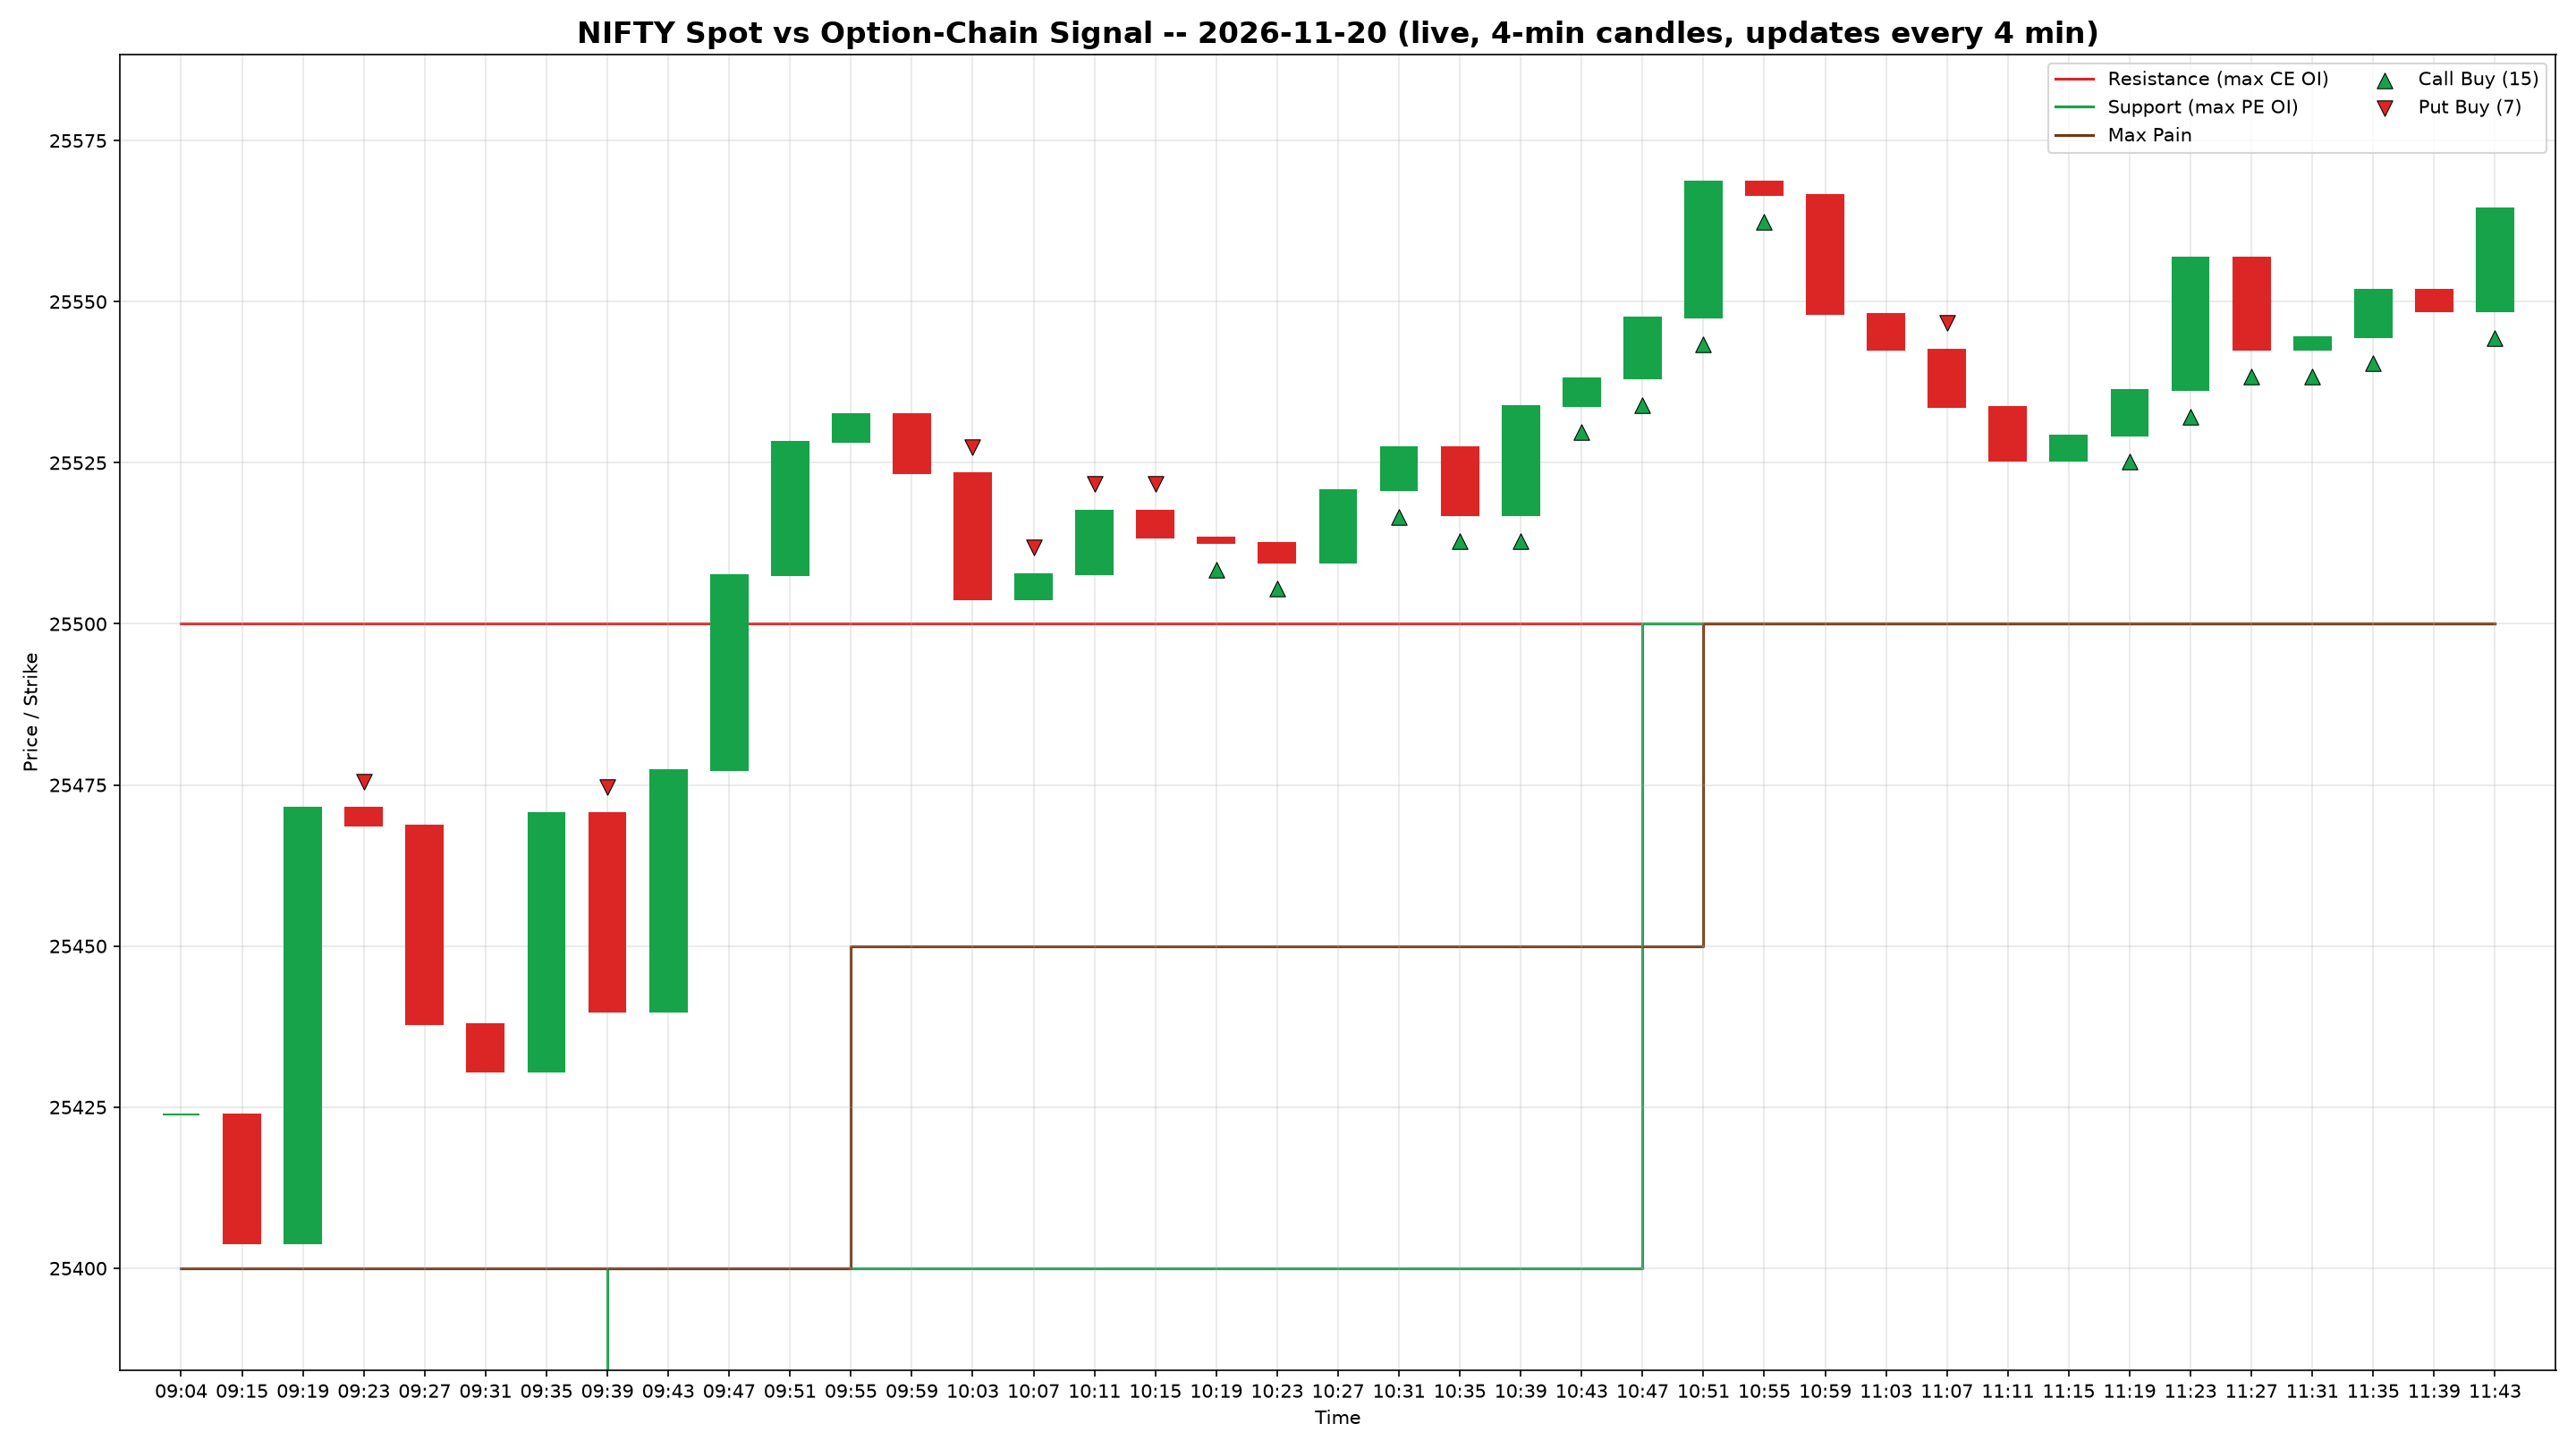 NIFTY Spot vs Option-Chain Signal -- 2026-11-20 (live, 4-min candles, updates every 4 min)
Resistance (max CE OI)
Support (max PE OI)
Max Pain
Call Buy (15)
Put Buy (7)
Price / Strike
25575
25550
25525
25500
25475
25450
25425
25400
09:04 09:15 09:19 09:23 09:27 09:31 09:35 09:39 09:43 09:47 09:51 09:55 09:59 10:03 10:07 10:11 10:15 10:19 10:23 10:27 10:31 10:35 10:39 10:43 10:47 10:51 10:55 10:59 11:03 11:07 11:11 11:15 11:19 11:23 11:27 11:31 11:35 11:39 11:43
Time